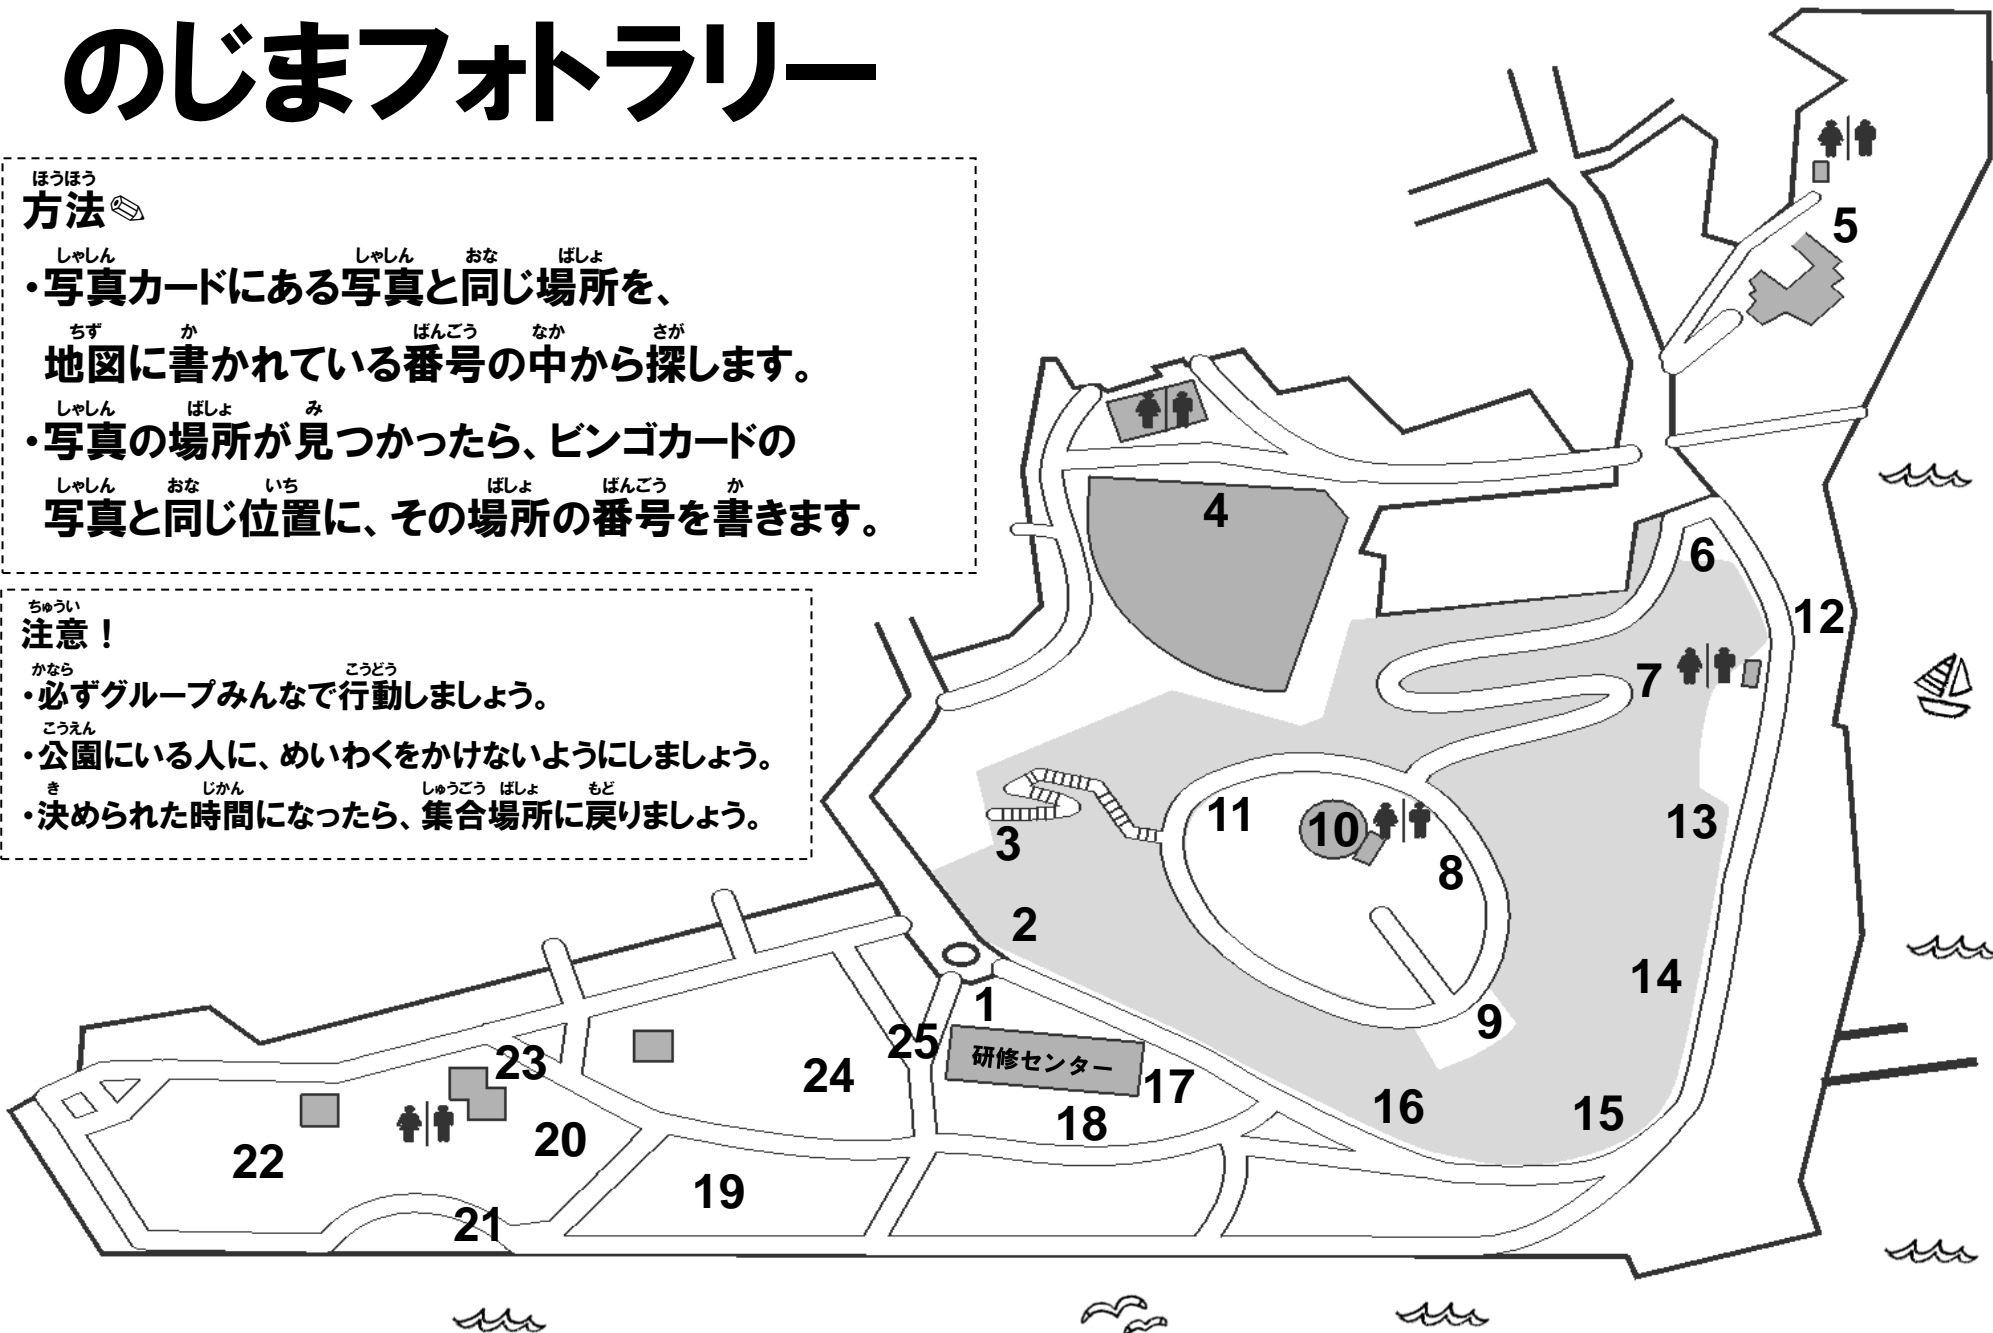 のじまフォトラリー
ほうほう
方法✎
しゃしん しゃしん おな ばしょ
・写真カードにある写真と同じ場所を、
ちず か ばんごう なか さが
地図に書かれている番号の中から探します。
しゃしん ばしょ み
・写真の場所が見つかったら、ビンゴカードの
しゃしん おな いち ばしょ ばんごう か
写真と同じ位置に、その場所の番号を書きます。
ちゅうい
注意！
かなら こうどう
・必ずグループみんなで行動しましょう。
こうえん
・公園にいる人に、めいわくをかけないようにしましょう。
き じかん しゅうごう ばしょ もど
・決められた時間になったら、集合場所に戻りましょう。
5
4
6
12
7
11
10
13
3
8
2
14
1
9
25
研修センター
23
24
17
16
15
18
20
22
19
21